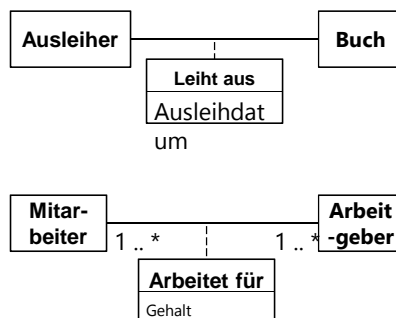 Ausleiher
Buch
Leiht aus
Ausleihdat
um
Mitar-
beiter
Arbeit
-geber
1 .. *
1 .. *
Arbeitet für
Gehalt